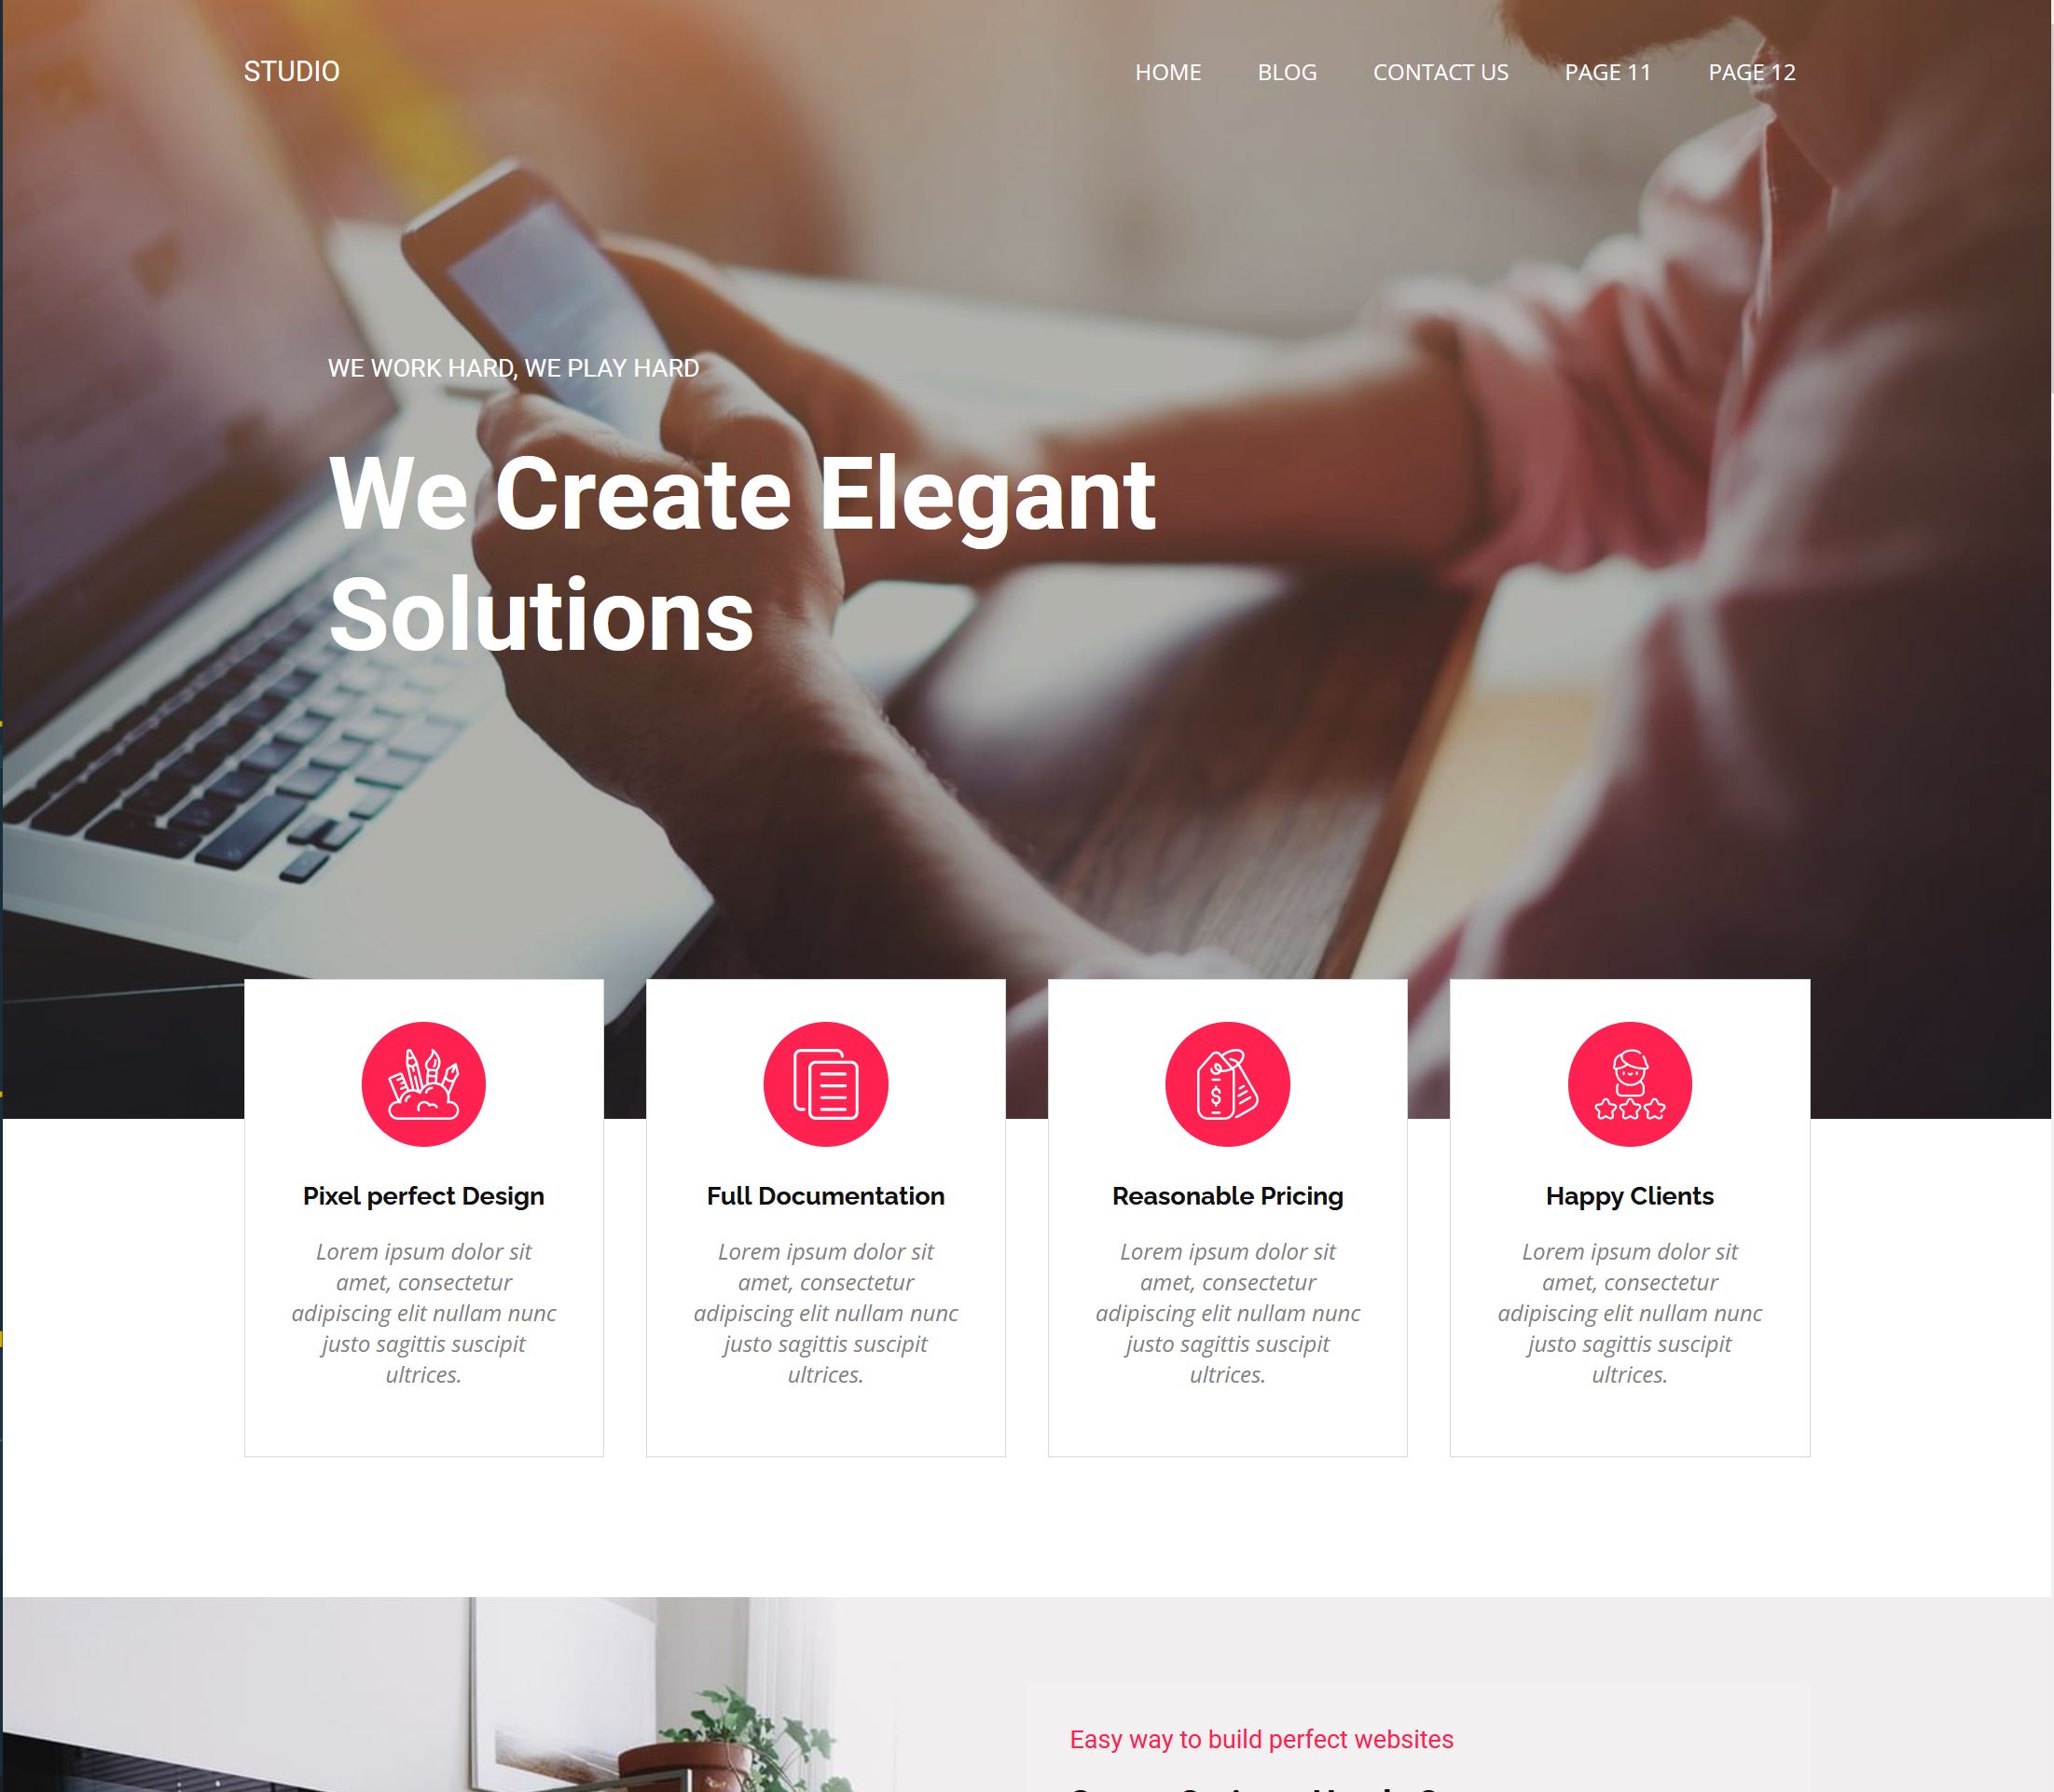 STUDIO
HOME
BLOG
CONTACT US
PAGE 11
PAGE 12
WE WORK HARD, WE PLAY HARD
We Create Elegant
Solutions
Pixel perfect Design
Lorem ipsum dolor sit
amet, consectetur
adipiscing elit nullam nunc
justo sagittis suscipit
ultrices.
Full Documentation
Lorem ipsum dolor sit
amet, consectetur
adipiscing elit nullam nunc
justo sagittis suscipit
ultrices.
Reasonable Pricing
Lorem ipsum dolor sit
amet, consectetur
adipiscing elit nullam nunc
justo sagittis suscipit
ultrices.
Happy Clients
Lorem ipsum dolor sit
amet, consectetur
adipiscing elit nullam nunc
justo sagittis suscipit
ultrices.
Easy way to build perfect websites